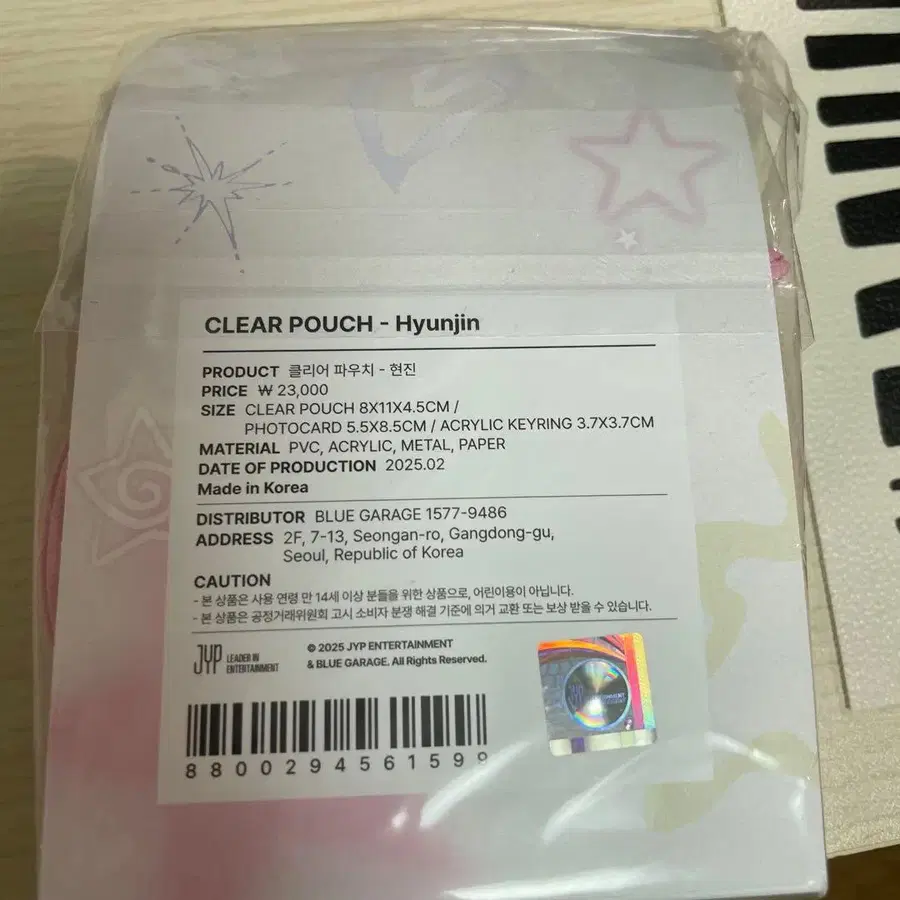 CLEAR POUCH - Hyunjin
PRODUCT 클리어 파우치 - 현진
PRICE ₩ 23,000
SIZE CLEAR POUCH 8X11X4.5CM /
PHOTOCARD 5.5X8.5CM / ACRYLIC KEYRING 3.7X3.7CM
MATERIAL PVC, ACRYLIC, METAL, PAPER
DATE OF PRODUCTION 2025.02
Made in Korea
DISTRIBUTOR BLUE GARAGE 1577-9486
ADDRESS 2F, 7-13, Seongan-ro, Gangdong-gu,
Seoul, Republic of Korea
CAUTION
- 본 상품은 사용 연령 만 14세 이상 분들을 위한 상품으로, 어린이용이 아닙니다.
- 본 상품은 공정거래위원회 고시 소비자 분쟁 해결 기준에 의거 교환 또는 보상 받을 수 있습니다.
JYP LEADER IN
ENTERTAINMENT
© 2025 JYP ENTERTAINMENT
& BLUE GARAGE. All Rights Reserved.
JYP
8800294561599